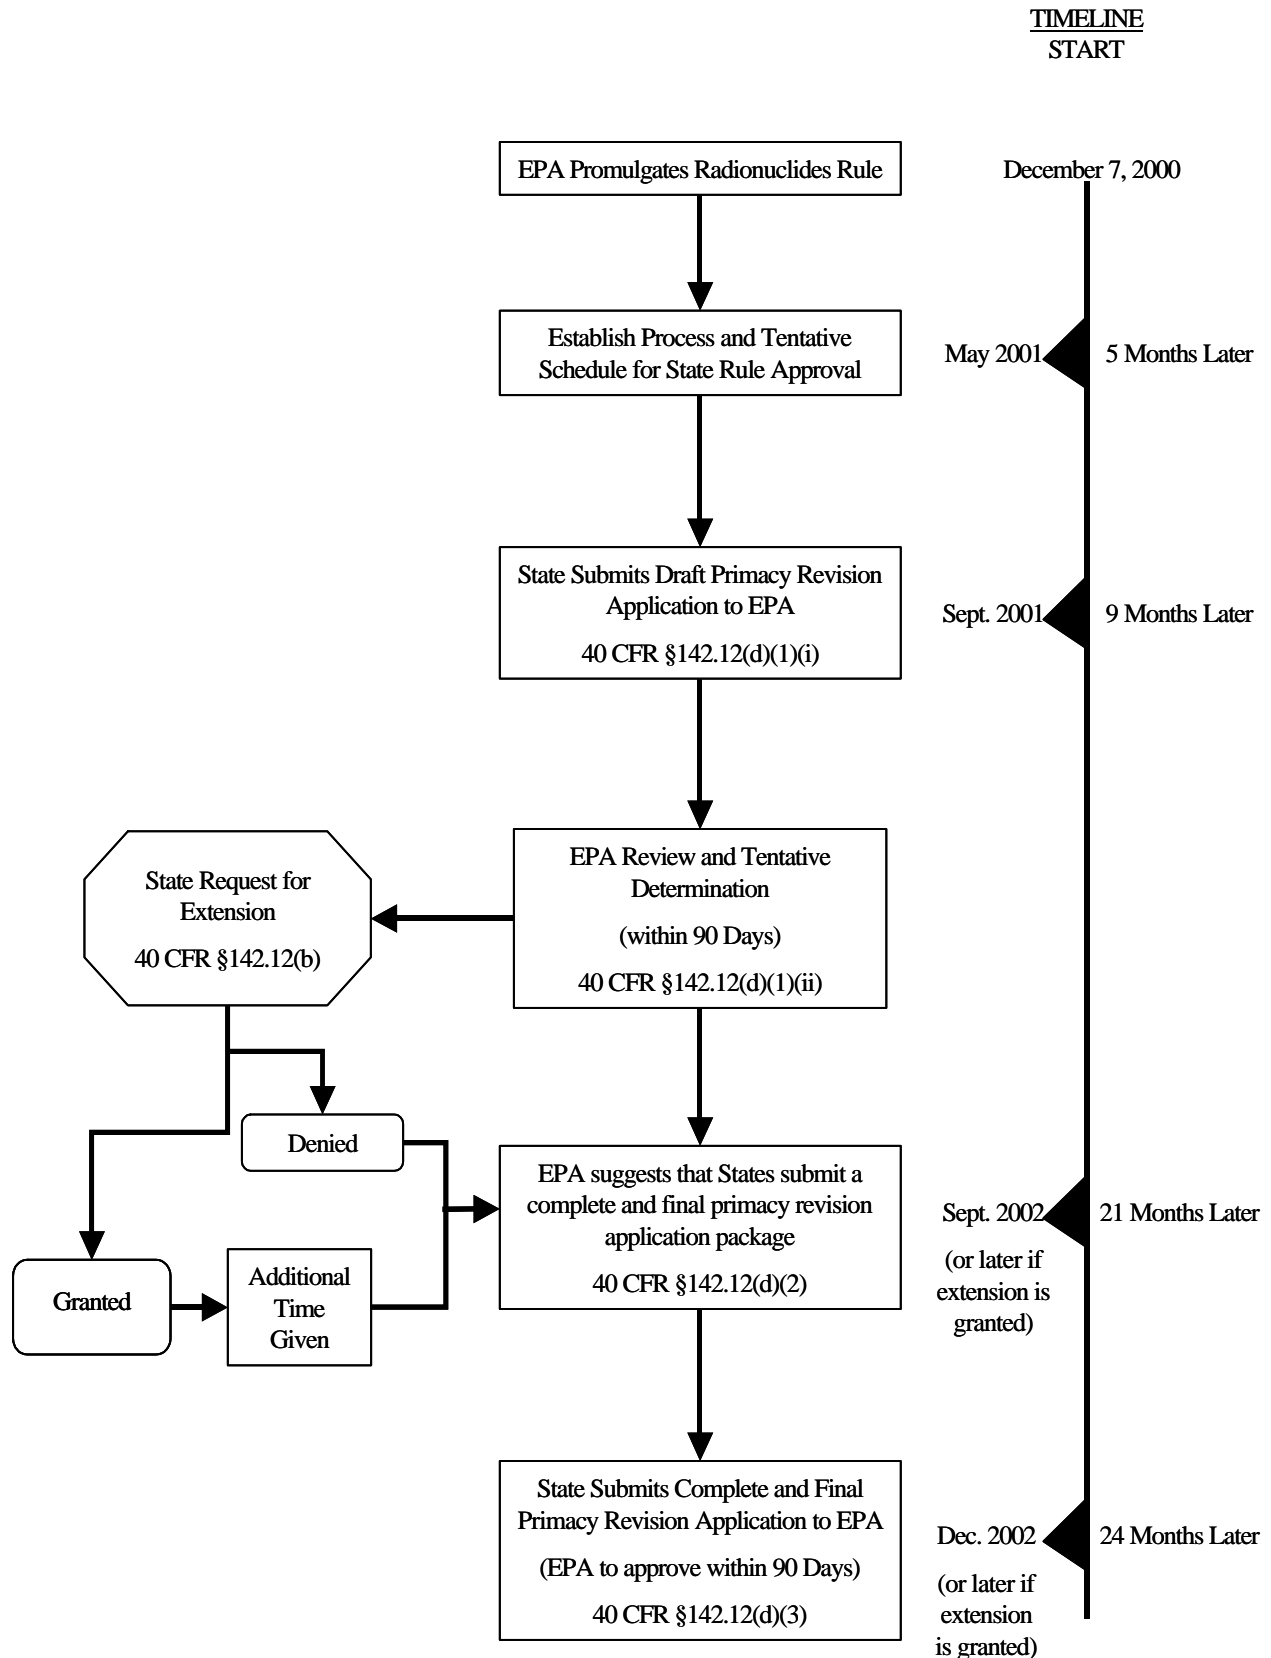 TIMELINE
START
EPA Promulgates Radionuclides Rule
December 7, 2000
Establish Process and Tentative
Schedule for State Rule Approval
May 2001
5 Months Later
State Submits Draft Primacy Revision
Application to EPA
40 CFR §142.12(d)(1)(i)
Sept. 2001
9 Months Later
EPA Review and Tentative
Determination
(within 90 Days)
40 CFR §142.12(d)(1)(ii)
State Request for
Extension
40 CFR §142.12(b)
Denied
Granted
Additional
Time
Given
EPA suggests that States submit a
complete and final primacy revision
application package
40 CFR §142.12(d)(2)
Sept. 2002
21 Months Later
(or later if
extension is
granted)
State Submits Complete and Final
Primacy Revision Application to EPA
(EPA to approve within 90 Days)
40 CFR §142.12(d)(3)
Dec. 2002
24 Months Later
(or later if
extension
is granted)